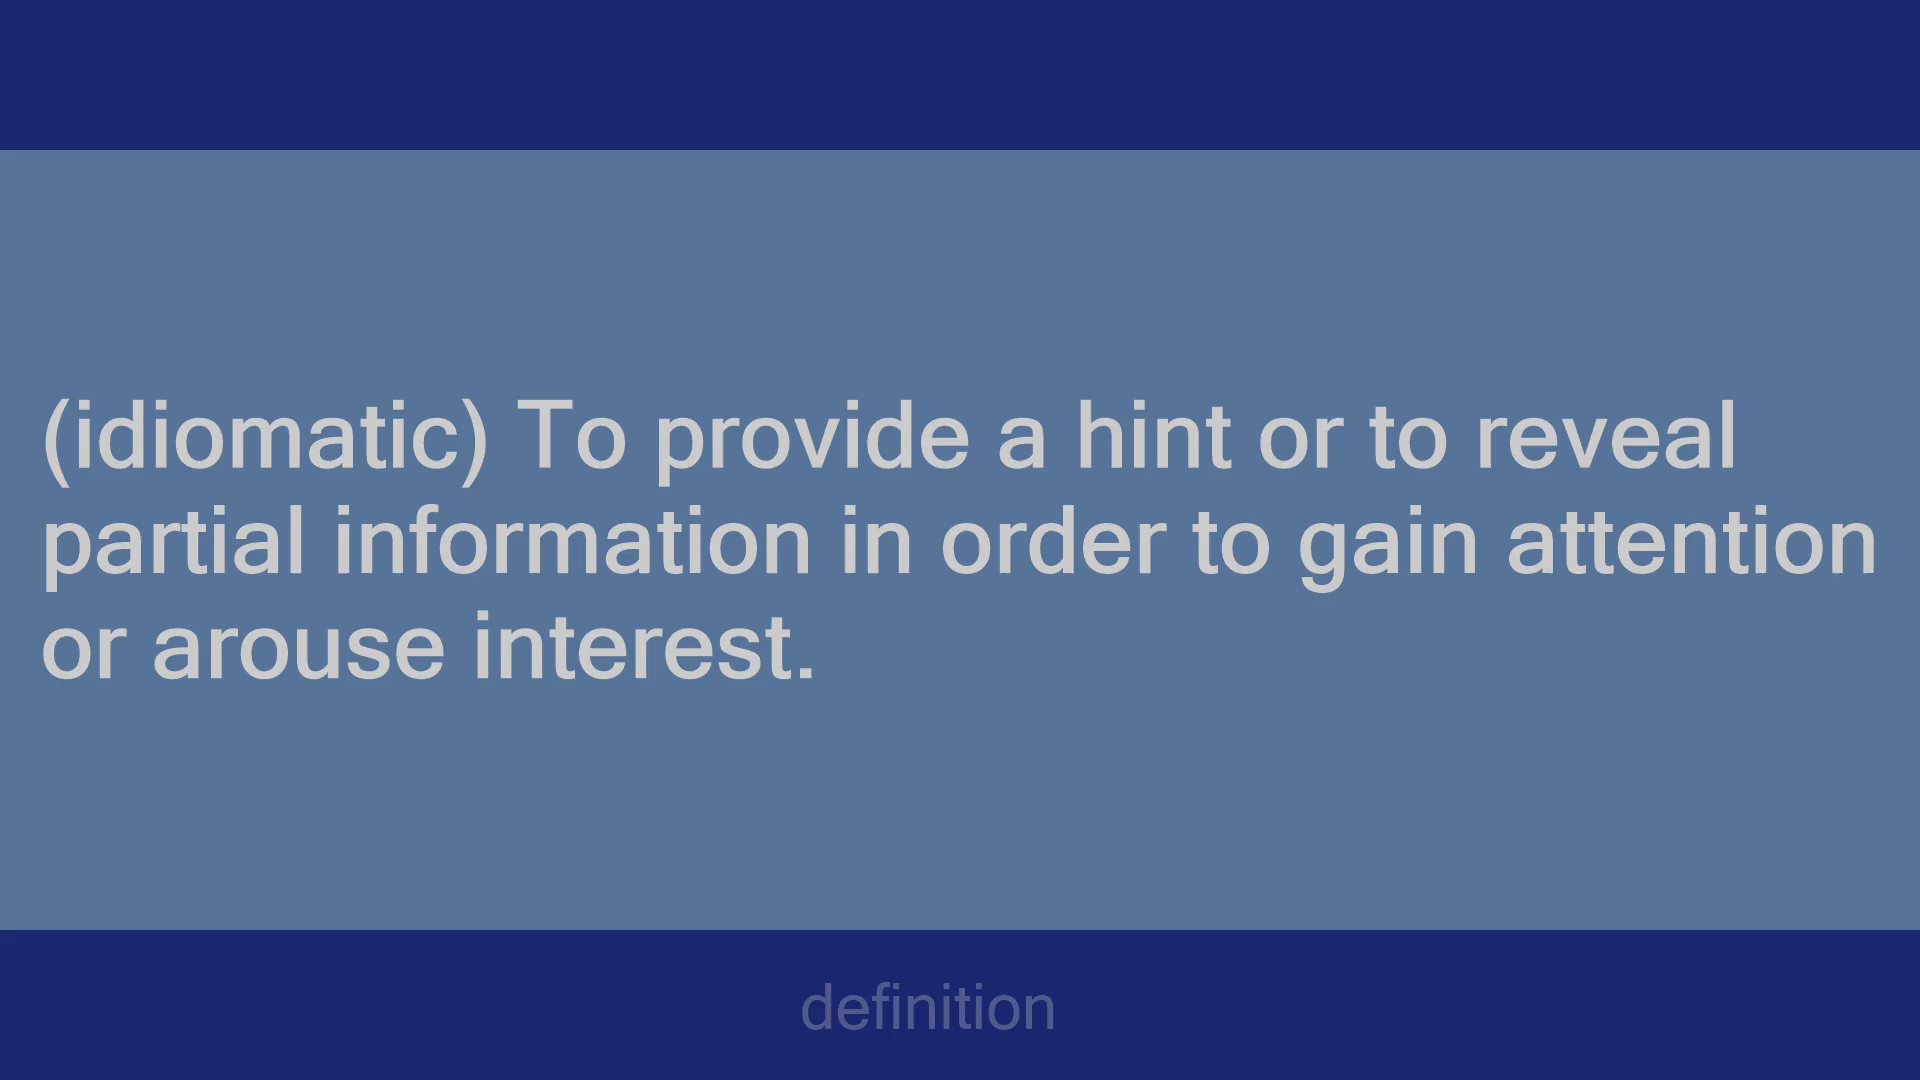 (idiomatic) To provide a hint or to reveal
partial information in order to gain attention
or arouse interest.
definition